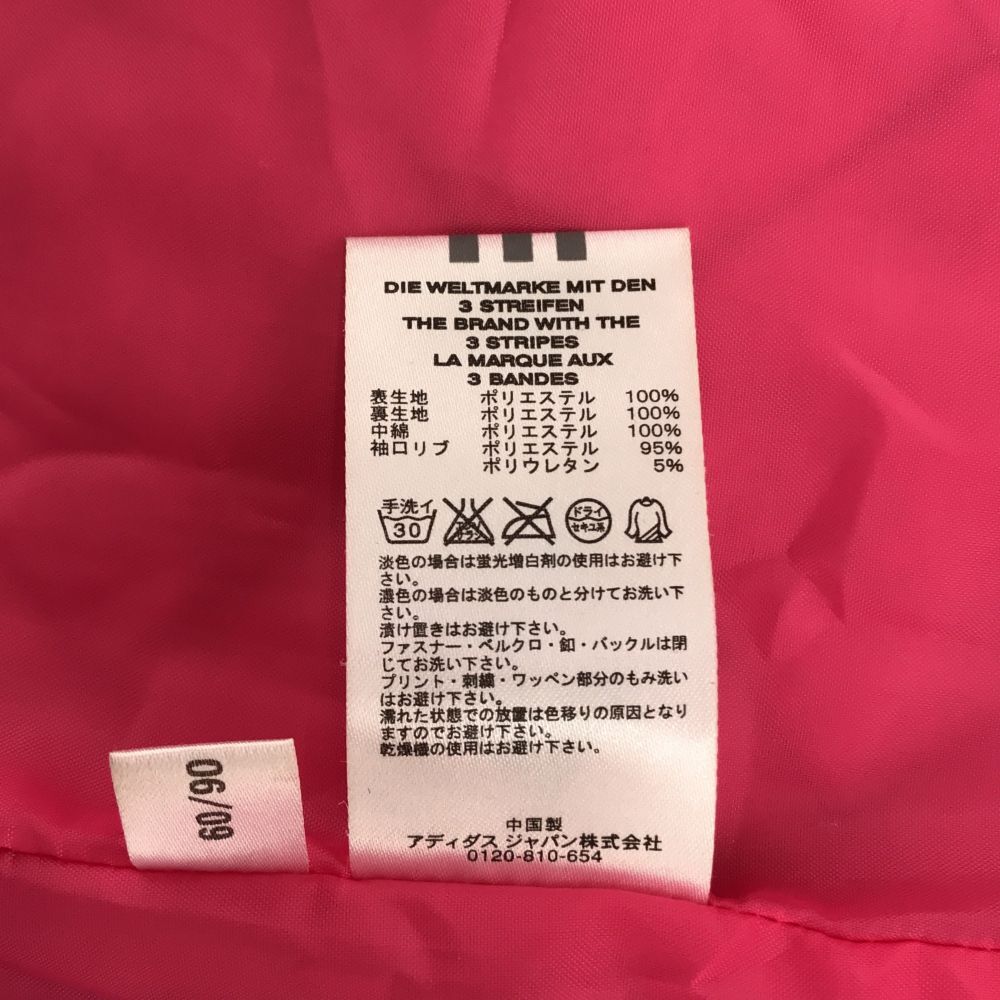 DIE WELTMARKE MIT DEN
3 STREIFEN
THE BRAND WITH THE
3 STRIPES
LA MARQUE AUX
3 BANDES
表生地 ポリエステル 100%
裏生地 ポリエステル 100%
中綿 ポリエステル 100%
袖口リブ ポリエステル 95%
ポリウレタン 5%
手洗イ
30
ドライ
セキユ系
淡色の場合は蛍光増白剤の使用はお避け下
さい。
濃色の場合は淡色のものと分けてお洗い下
さい。
漬け置きはお避け下さい。
ファスナー・ベルクロ・釦・バックルは閉
じてお洗い下さい。
プリント・刺繍・ワッペン部分のもみ洗い
はお避け下さい。
濡れた状態での放置は色移りの原因となり
ますのでお避け下さい。
乾燥機の使用はお避け下さい。
中国製
アディダス ジャパン株式会社
0120-810-654
60/90